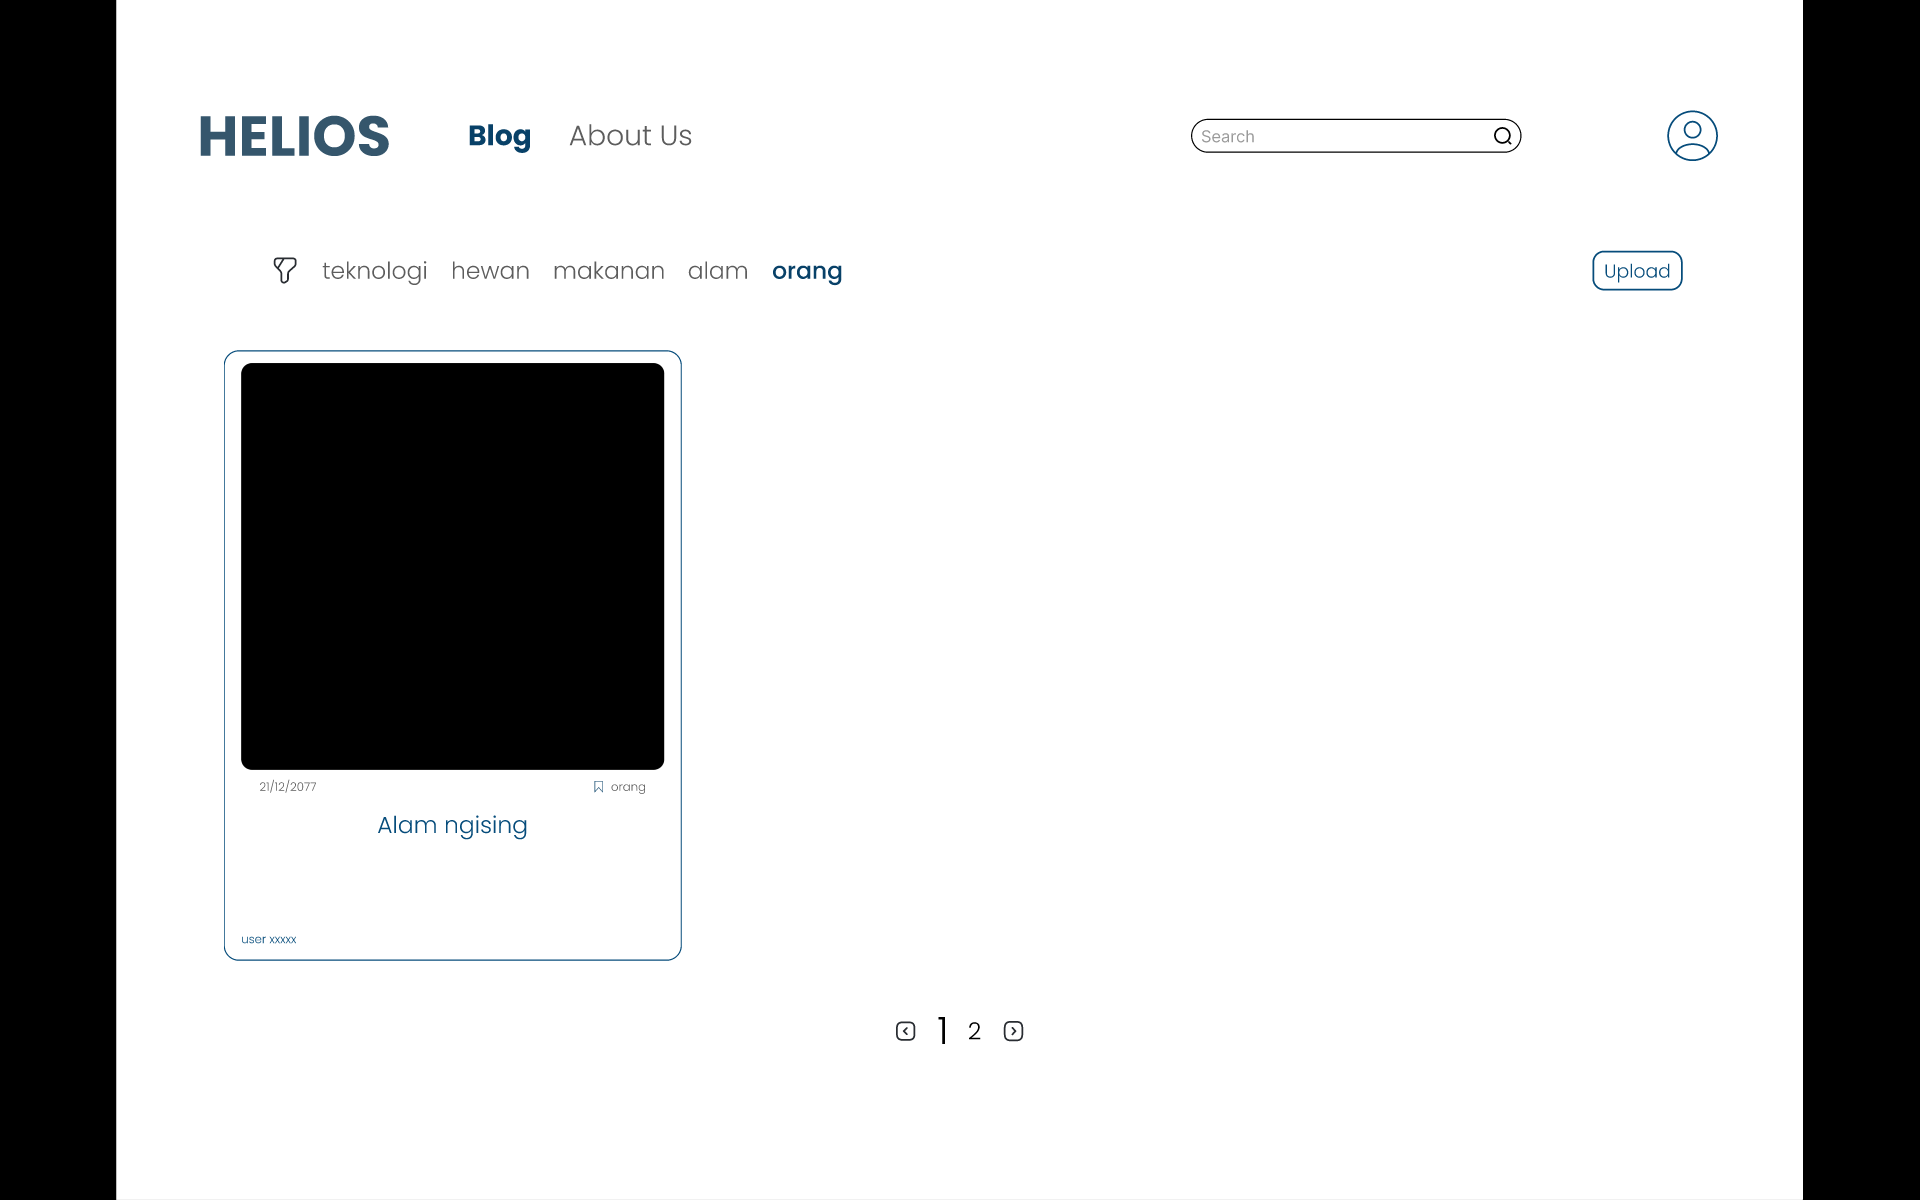 HELIOS Blog About Us Search
teknologi hewan makanan alam orang Upload
21/12/2077 orang
Alam ngising
user xxxxx
1 2